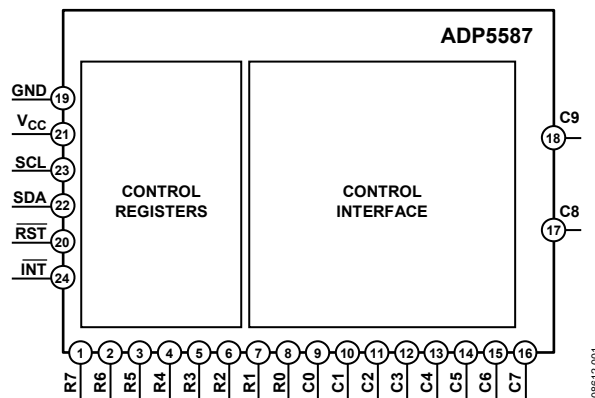 ADP5587
GND
19
VCC
21
SCL
23
SDA
22
RST
20
INT
24
CONTROL
REGISTERS
CONTROL
INTERFACE
C9
18
C8
17
1 2 3 4 5 6 7 8 9 10 11 12 13 14 15 16
R7 R6 R5 R4 R3 R2 R1 R0 C0 C1 C2 C3 C4 C5 C6 C7
08612-001